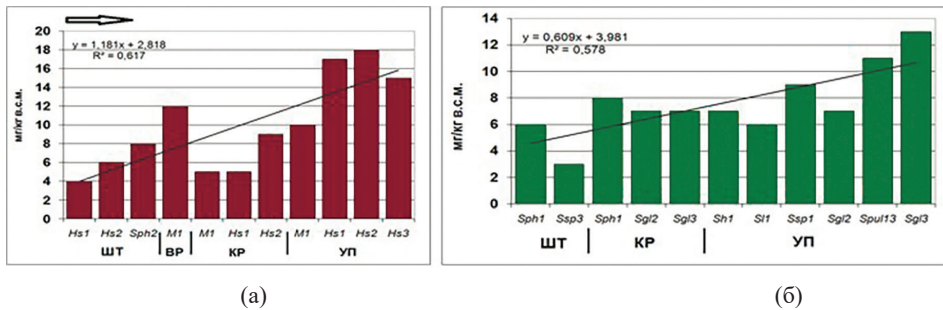 y = 1,181x + 2,818
R² = 0,617
мг/кг в.с.м.
20
18
16
14
12
10
8
6
4
2
0
Hs1 Hs2 Sph2 M1 M1 Hs1 Hs2 M1 Hs1 Hs2 Hs3
ШТ | ВР | КР | УП
y = 0,609x + 3,981
R² = 0,578
мг/кг в.с.м.
14
12
10
8
6
4
2
0
Sph1 Ssp3 Sph1 Sgl2 Sgl3 Sh1 Sl1 Ssp1 Sgl2 Spul13 Sgl3
ШТ | КР | УП
(а) (б)